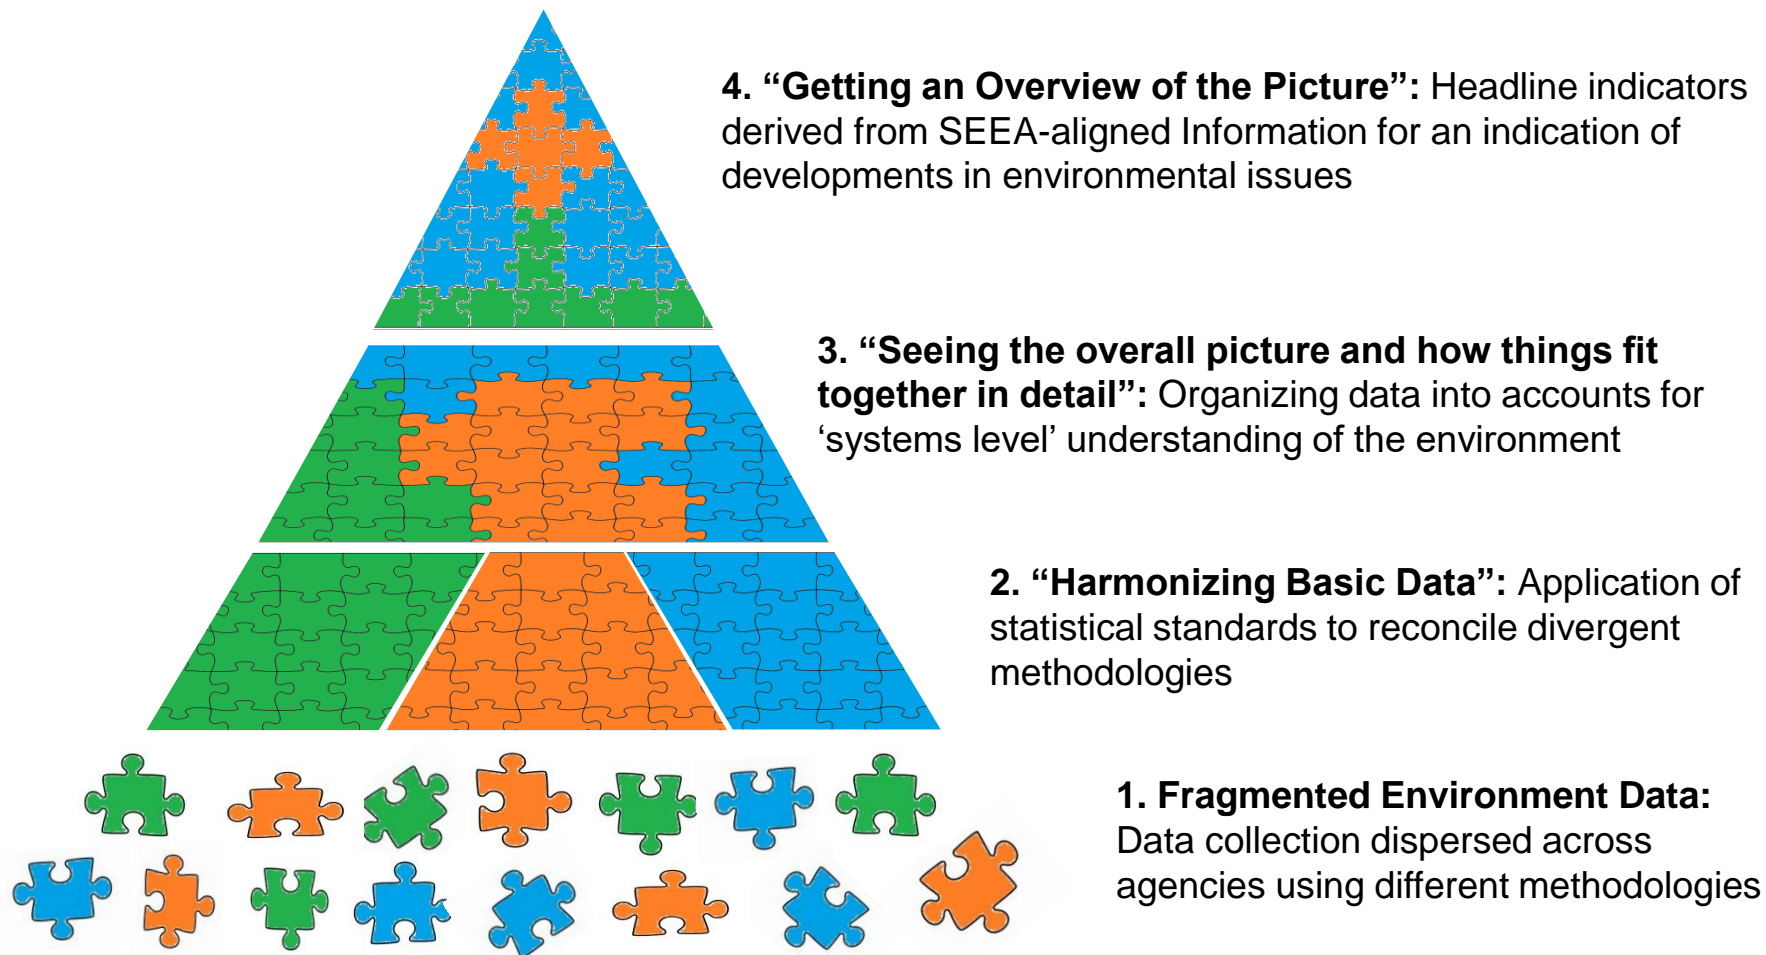 4. “Getting an Overview of the Picture”: Headline indicators
derived from SEEA-aligned Information for an indication of
developments in environmental issues
3. “Seeing the overall picture and how things fit
together in detail”: Organizing data into accounts for
‘systems level’ understanding of the environment
2. “Harmonizing Basic Data”: Application of
statistical standards to reconcile divergent
methodologies
1. Fragmented Environment Data:
Data collection dispersed across
agencies using different methodologies